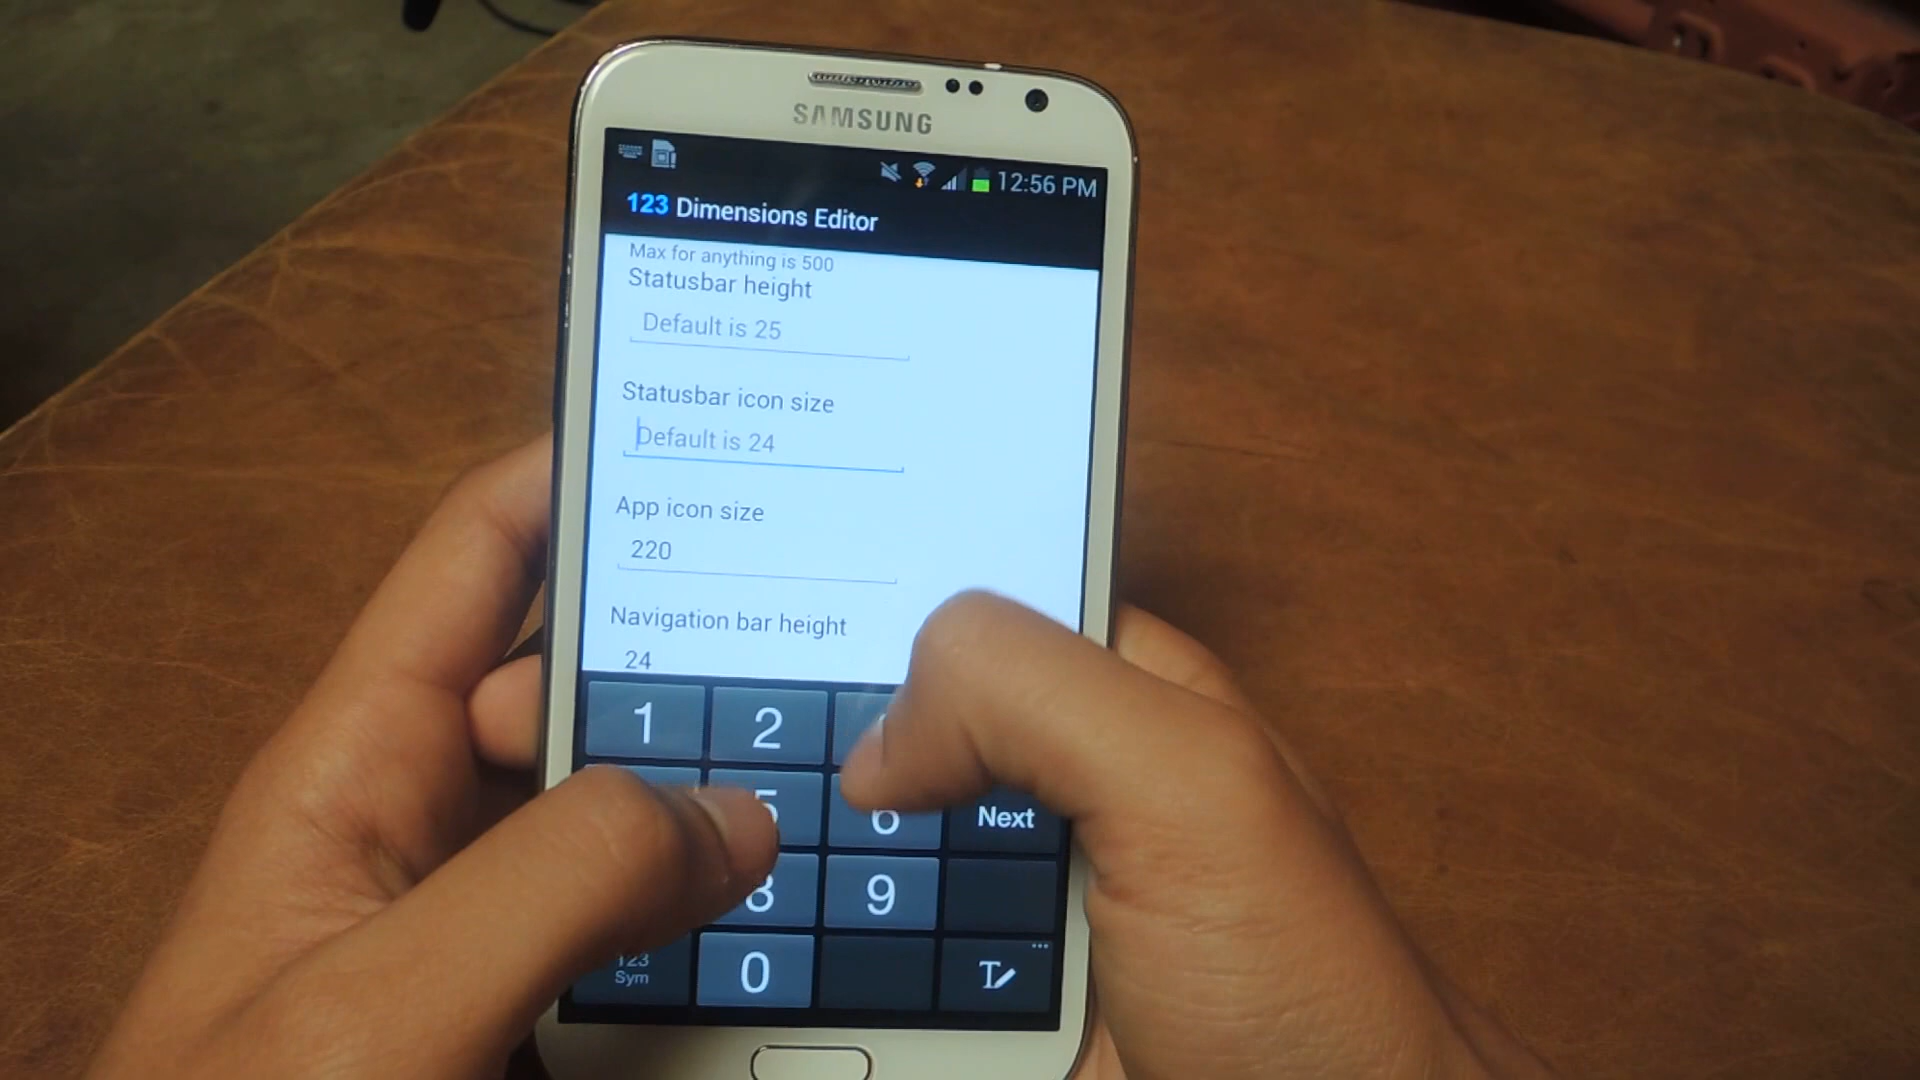 SAMSUNG
12:56 PM
123 Dimensions Editor
Max for anything is 500
Statusbar height
Default is 25
Statusbar icon size
Default is 24
App icon size
220
Navigation bar height
24
1 2
5 6 Next
8 9
123
Sym
0